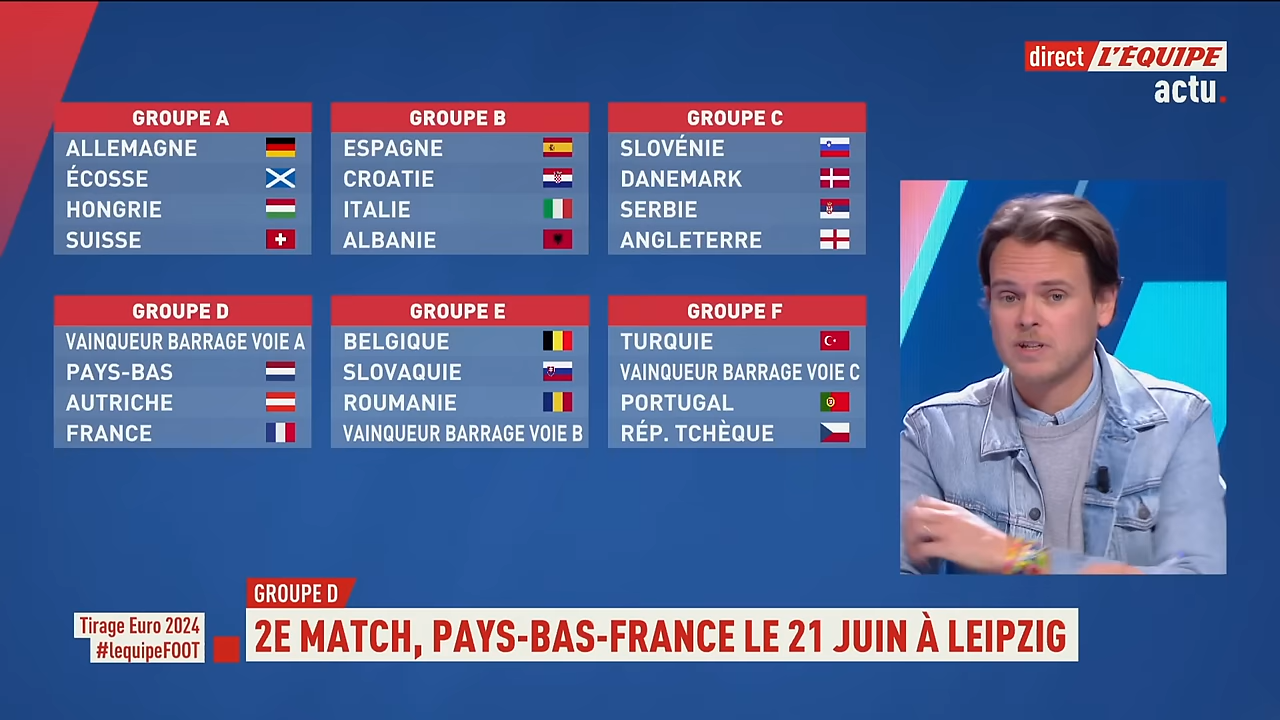 direct L'ÉQUIPE
actu.
GROUPE A
ALLEMAGNE
ÉCOSSE
HONGRIE
SUISSE
GROUPE B
ESPAGNE
CROATIE
ITALIE
ALBANIE
GROUPE C
SLOVÉNIE
DANEMARK
SERBIE
ANGLETERRE
GROUPE D
VAINQUEUR BARRAGE VOIE A
PAYS-BAS
AUTRICHE
FRANCE
GROUPE E
BELGIQUE
SLOVAQUIE
ROUMANIE
VAINQUEUR BARRAGE VOIE B
GROUPE F
TURQUIE
VAINQUEUR BARRAGE VOIE C
PORTUGAL
RÉP. TCHÈQUE
GROUPE D
Tirage Euro 2024
#lequipeFOOT
2E MATCH, PAYS-BAS-FRANCE LE 21 JUIN À LEIPZIG